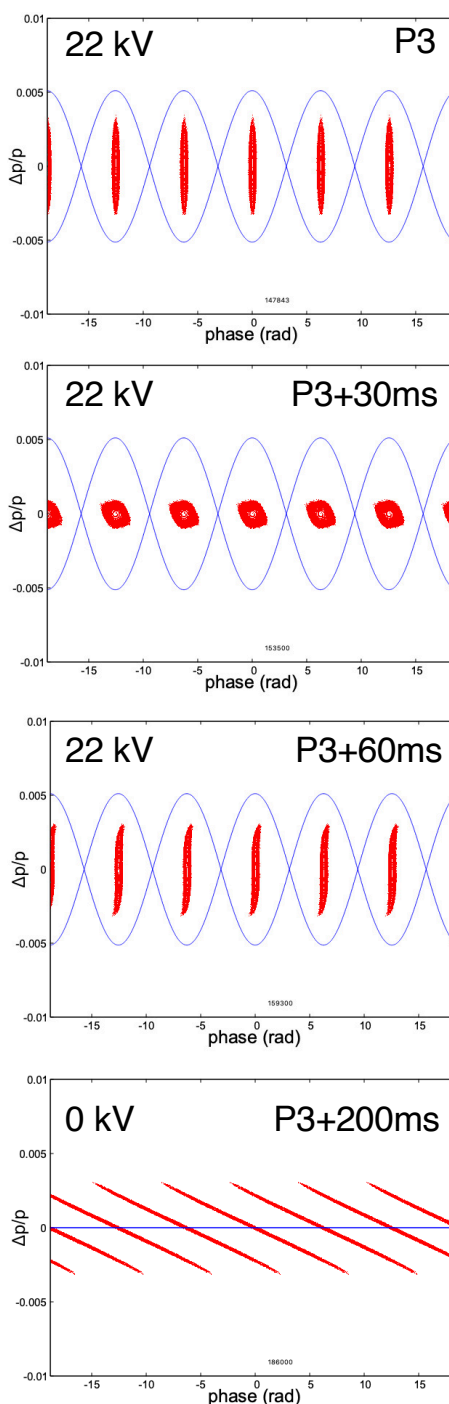 22 kV P3
0.01
0.005
0
-0.005
-0.01
Δp/p
147843
-15 -10 -5 0 5 10 15
phase (rad)
22 kV P3+30ms
0.01
0.005
0
-0.005
-0.01
Δp/p
153500
-15 -10 -5 0 5 10 15
phase (rad)
22 kV P3+60ms
0.01
0.005
0
-0.005
-0.01
Δp/p
159300
-15 -10 -5 0 5 10 15
phase (rad)
0 kV P3+200ms
0.01
0.005
0
-0.005
-0.01
Δp/p
186000
-15 -10 -5 0 5 10 15
phase (rad)